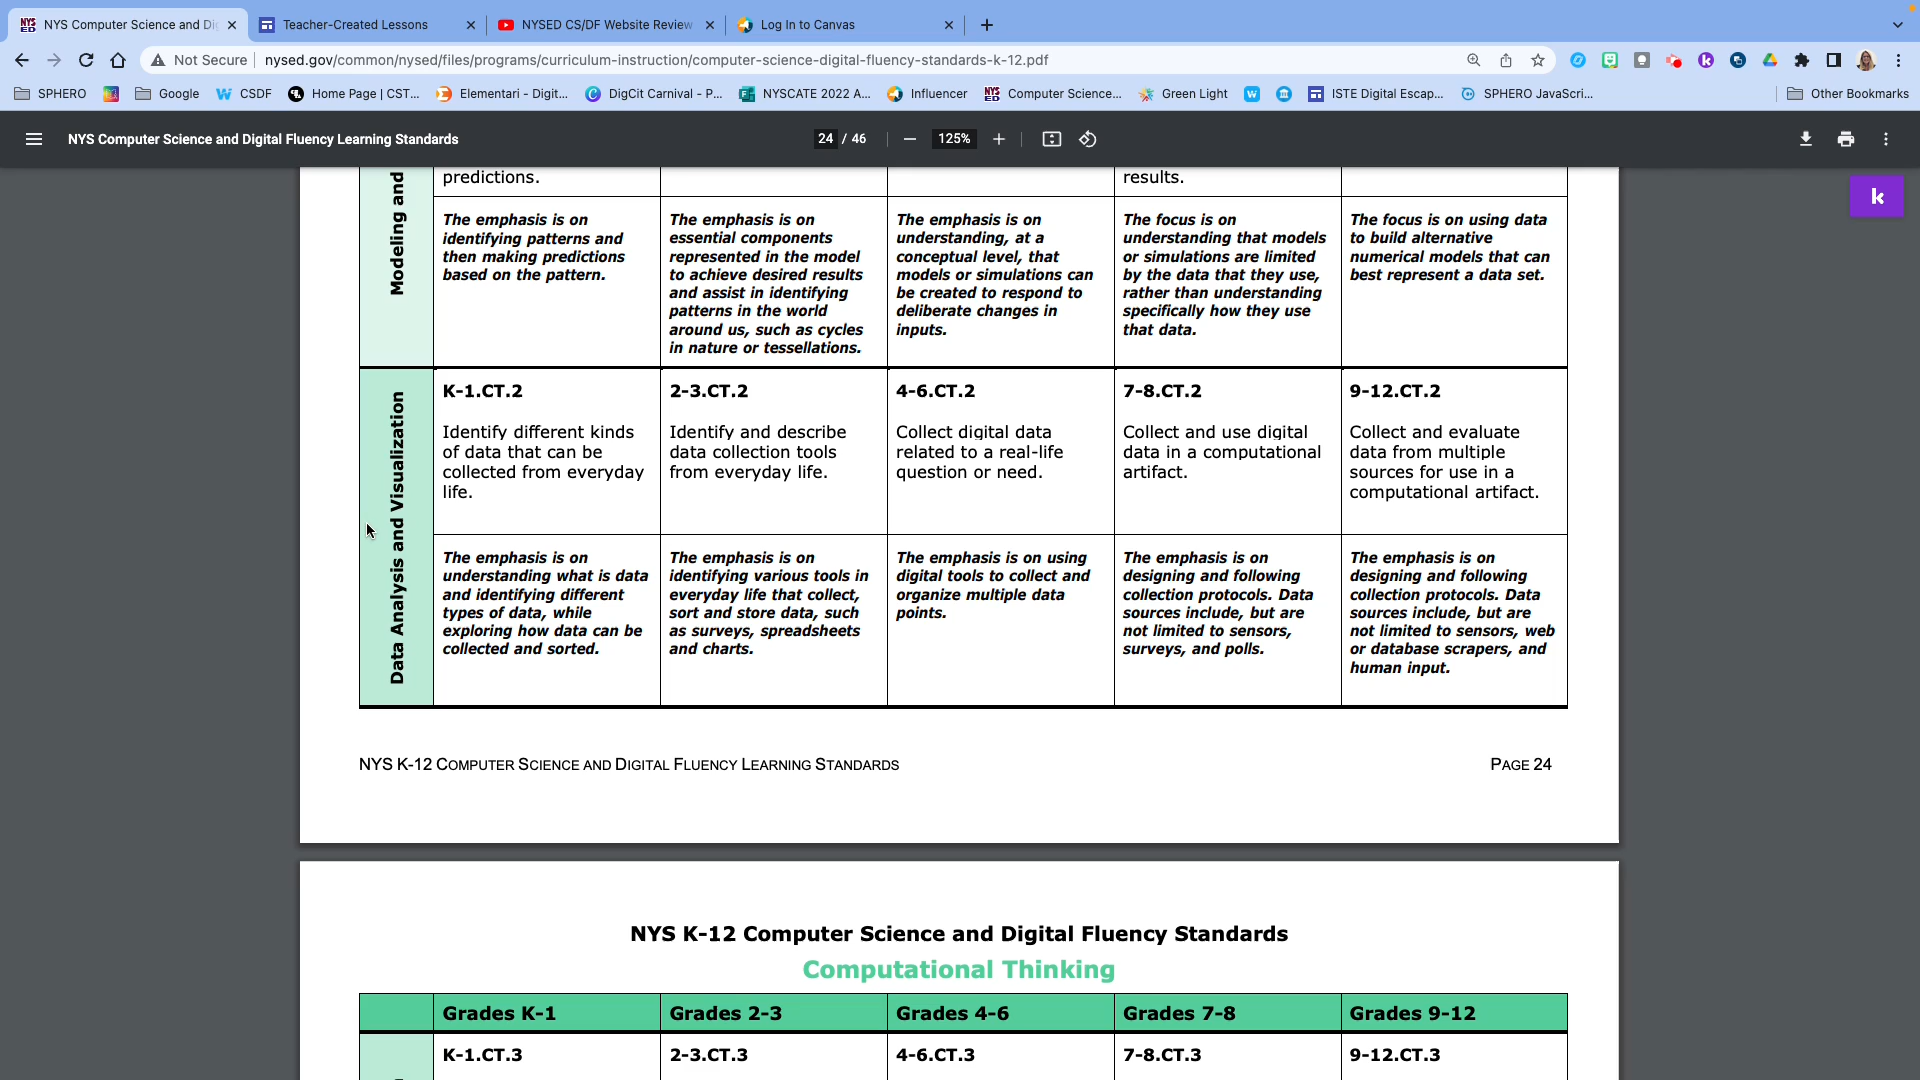 NYS Computer Science and Di
Teacher-Created Lessons
NYSED CS/DF Website Review
Log In to Canvas
Not Secure
nysed.gov/common/nysed/files/programs/curriculum-instruction/computer-science-digital-fluency-standards-k-12.pdf
SPHERO
Google
CSDF
Home Page | CST...
Elementari - Digit...
DigCit Carnival - P...
NYSCATE 2022 A...
Influencer
Computer Science...
Green Light
ISTE Digital Escap...
SPHERO JavaScri...
Other Bookmarks
NYS Computer Science and Digital Fluency Learning Standards
24 / 46
125%
k
Modeling and
predictions.
results.
The emphasis is on
identifying patterns and
then making predictions
based on the pattern.
The emphasis is on
essential components
represented in the model
to achieve desired results
and assist in identifying
patterns in the world
around us, such as cycles
in nature or tessellations.
The emphasis is on
understanding, at a
conceptual level, that
models or simulations can
be created to respond to
deliberate changes in
inputs.
The focus is on
understanding that models
or simulations are limited
by the data that they use,
rather than understanding
specifically how they use
that data.
The focus is on using data
to build alternative
numerical models that can
best represent a data set.
Data Analysis and Visualization
K-1.CT.2
Identify different kinds
of data that can be
collected from everyday
life.
2-3.CT.2
Identify and describe
data collection tools
from everyday life.
4-6.CT.2
Collect digital data
related to a real-life
question or need.
7-8.CT.2
Collect and use digital
data in a computational
artifact.
9-12.CT.2
Collect and evaluate
data from multiple
sources for use in a
computational artifact.
The emphasis is on
understanding what is data
and identifying different
types of data, while
exploring how data can be
collected and sorted.
The emphasis is on
identifying various tools in
everyday life that collect,
sort and store data, such
as surveys, spreadsheets
and charts.
The emphasis is on using
digital tools to collect and
organize multiple data
points.
The emphasis is on
designing and following
collection protocols. Data
sources include, but are
not limited to sensors,
surveys, and polls.
The emphasis is on
designing and following
collection protocols. Data
sources include, but are
not limited to sensors, web
or database scrapers, and
human input.
NYS K-12 COMPUTER SCIENCE AND DIGITAL FLUENCY LEARNING STANDARDS
PAGE 24
NYS K-12 Computer Science and Digital Fluency Standards
Computational Thinking
Grades K-1
Grades 2-3
Grades 4-6
Grades 7-8
Grades 9-12
K-1.CT.3
2-3.CT.3
4-6.CT.3
7-8.CT.3
9-12.CT.3